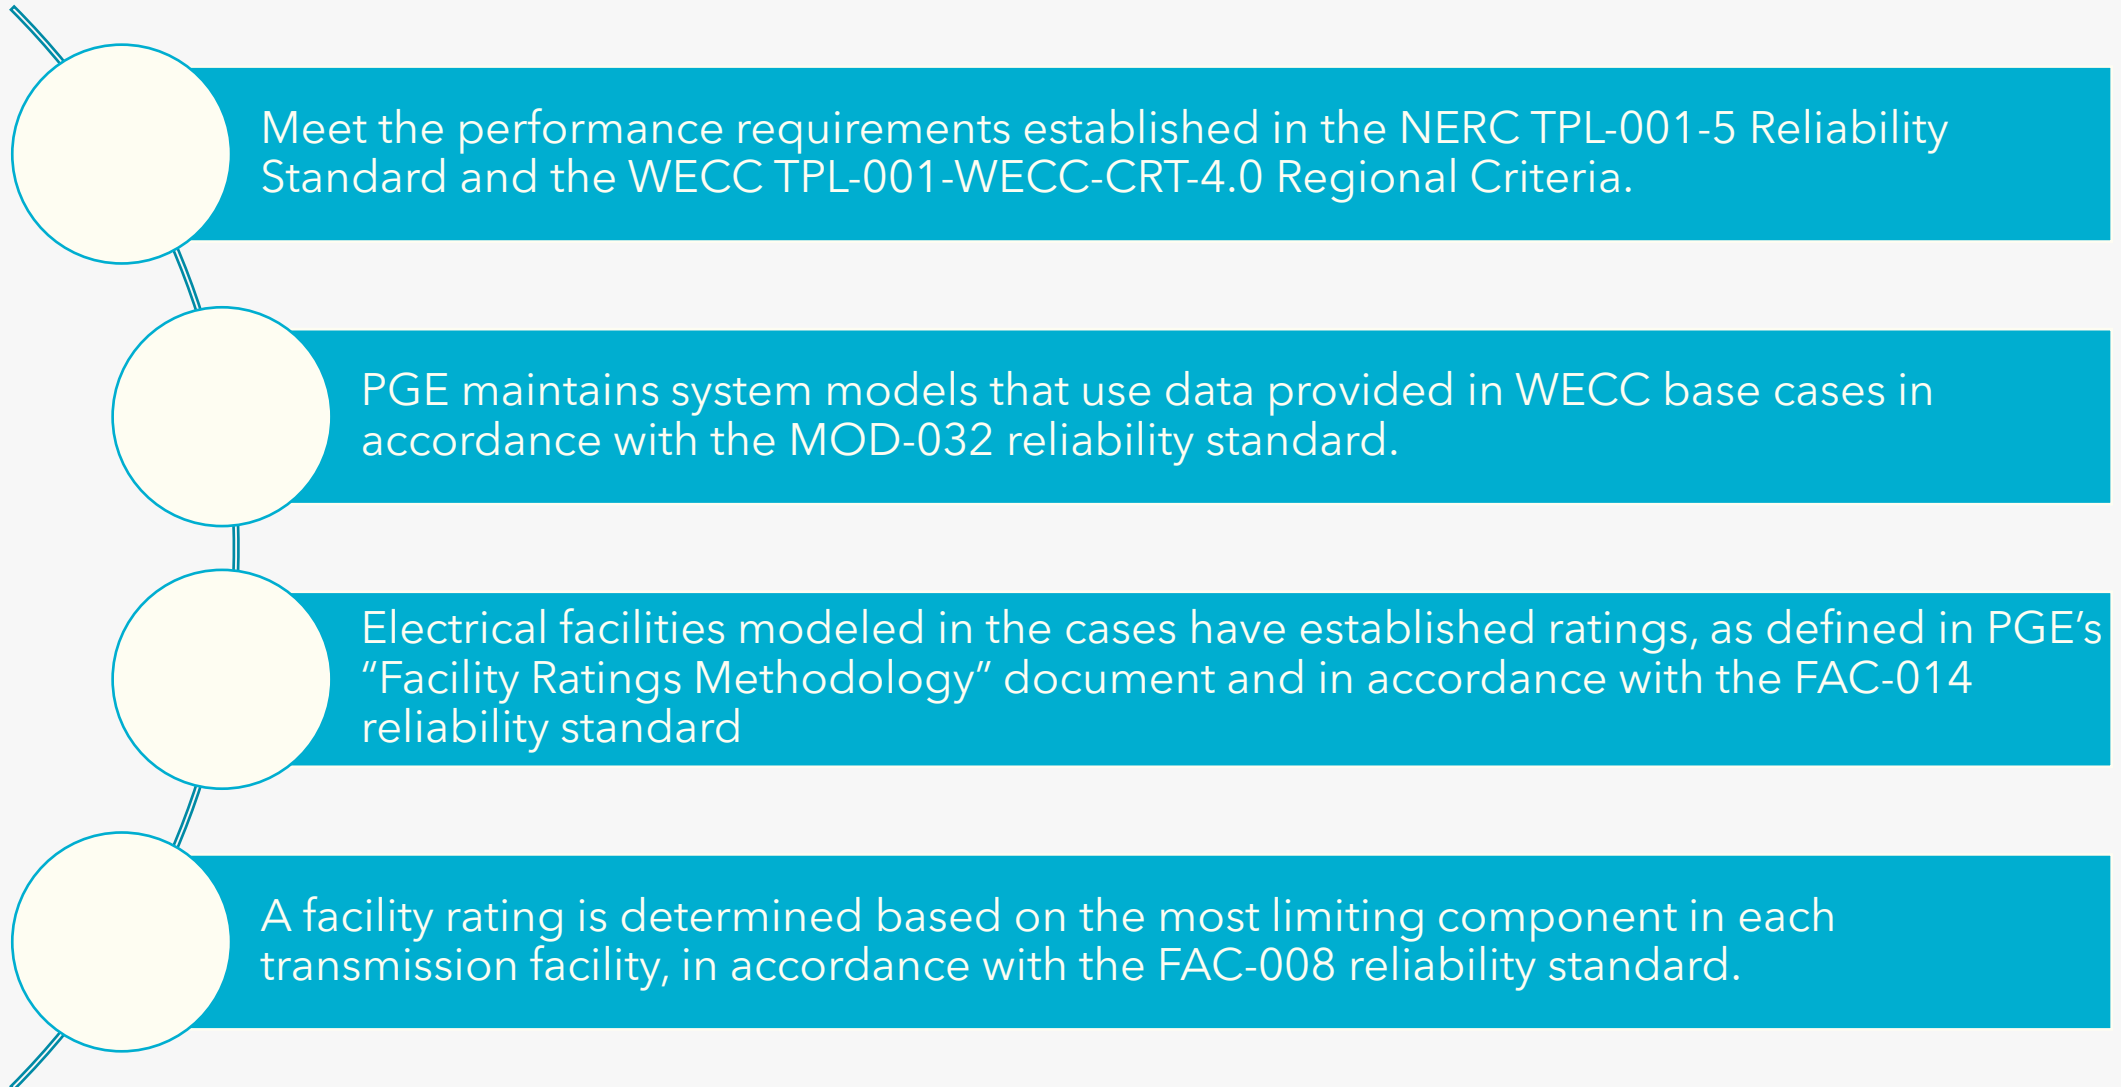 Meet the performance requirements established in the NERC TPL-001-5 Reliability
Standard and the WECC TPL-001-WECC-CRT-4.0 Regional Criteria.
PGE maintains system models that use data provided in WECC base cases in
accordance with the MOD-032 reliability standard.
Electrical facilities modeled in the cases have established ratings, as defined in PGE’s
“Facility Ratings Methodology” document and in accordance with the FAC-014
reliability standard
A facility rating is determined based on the most limiting component in each
transmission facility, in accordance with the FAC-008 reliability standard.